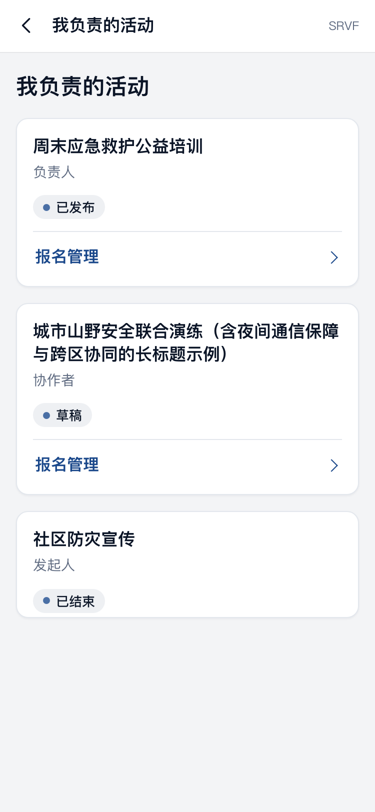 我负责的活动
SRVF
我负责的活动
周末应急救护公益培训
负责人
已发布
报名管理
城市山野安全联合演练（含夜间通信保障
与跨区协同的长标题示例）
协作者
草稿
报名管理
社区防灾宣传
发起人
已结束